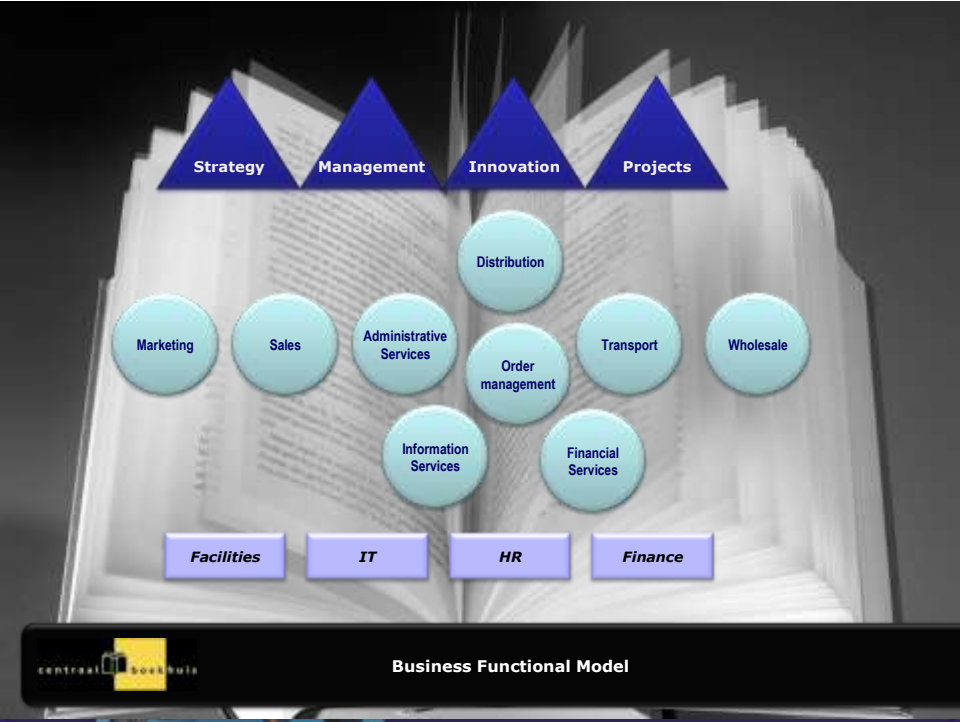 Strategy
Management
Innovation
Projects
Distribution
Marketing
Sales
Administrative
Services
Order
management
Transport
Wholesale
Information
Services
Financial
Services
Facilities
IT
HR
Finance
centraal boekhuis
Business Functional Model